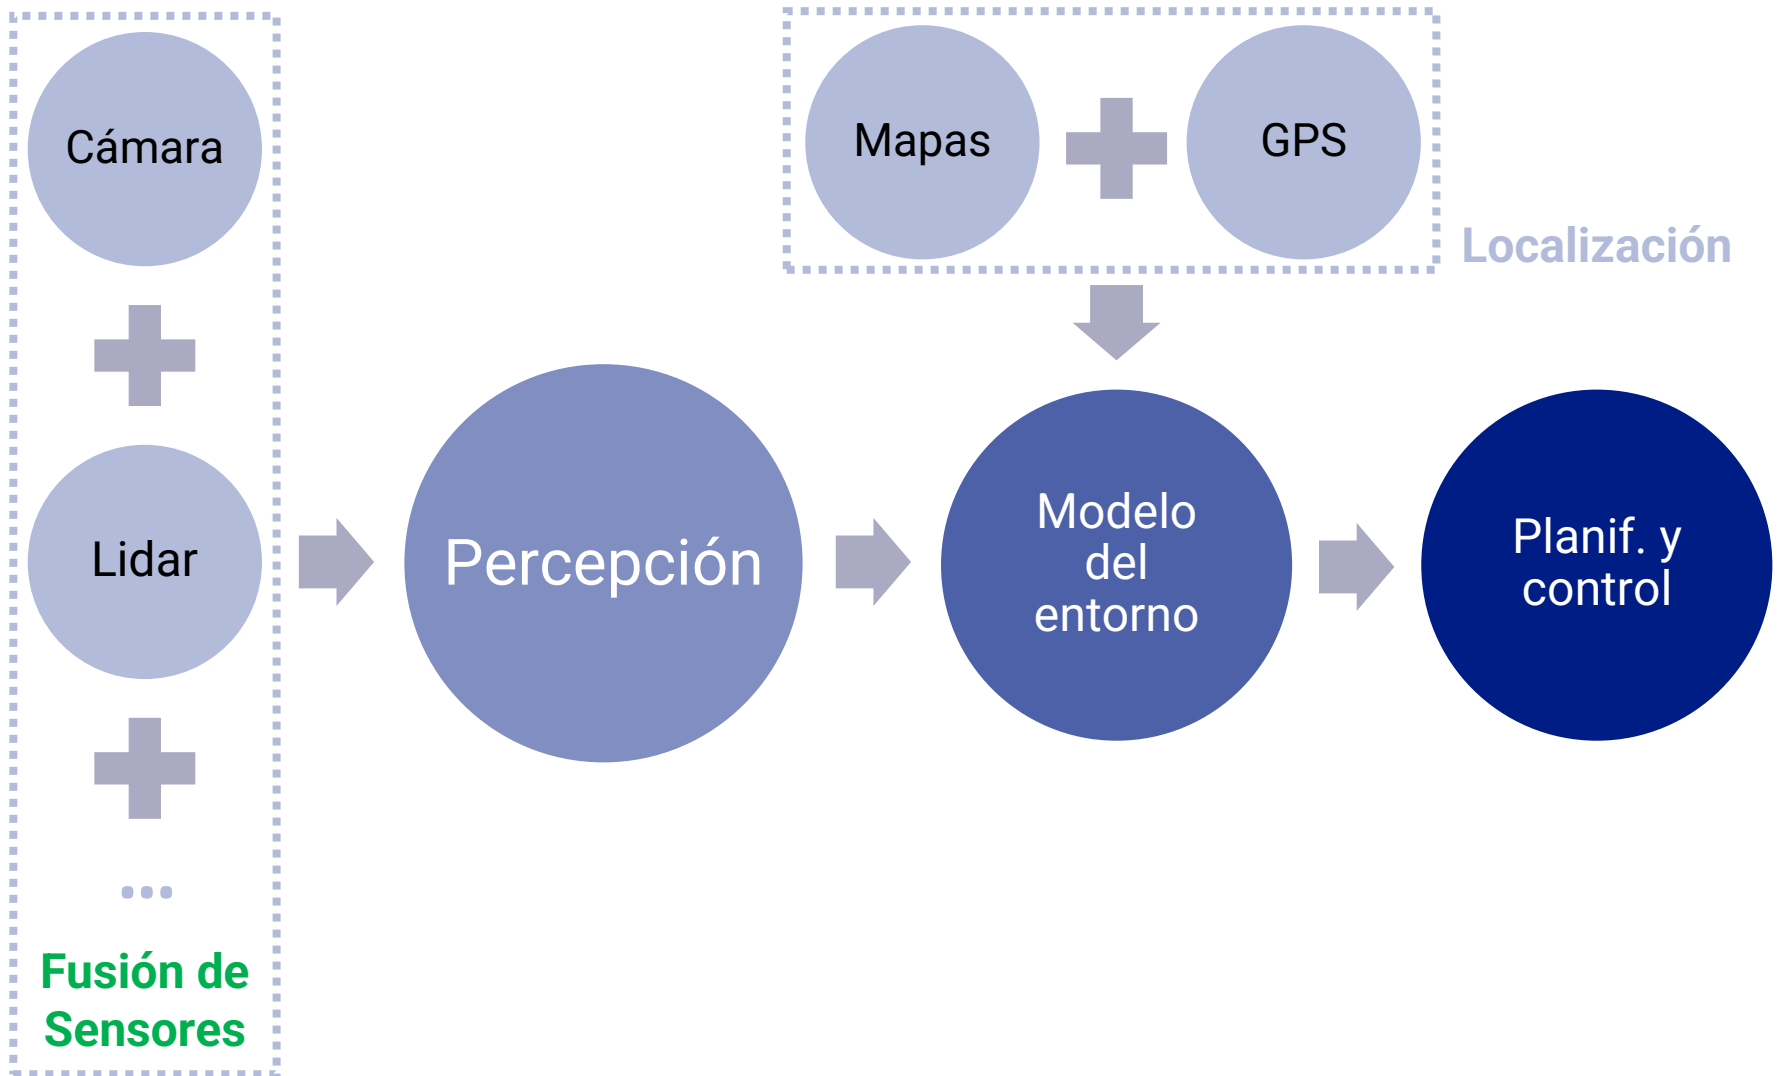 Cámara
Lidar
...
Fusión de
Sensores
Percepción
Mapas
GPS
Localización
Modelo
del
entorno
Planif. y
control